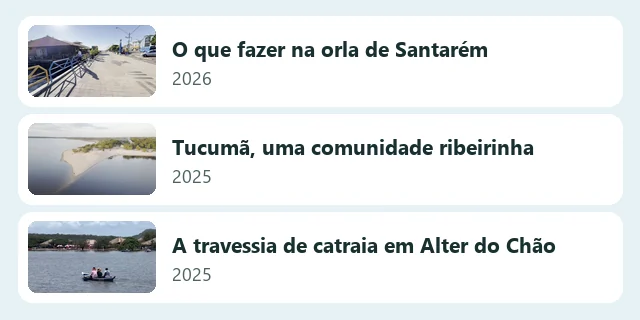 O que fazer na orla de Santarém
2026
Tucumã, uma comunidade ribeirinha
2025
A travessia de catraia em Alter do Chão
2025